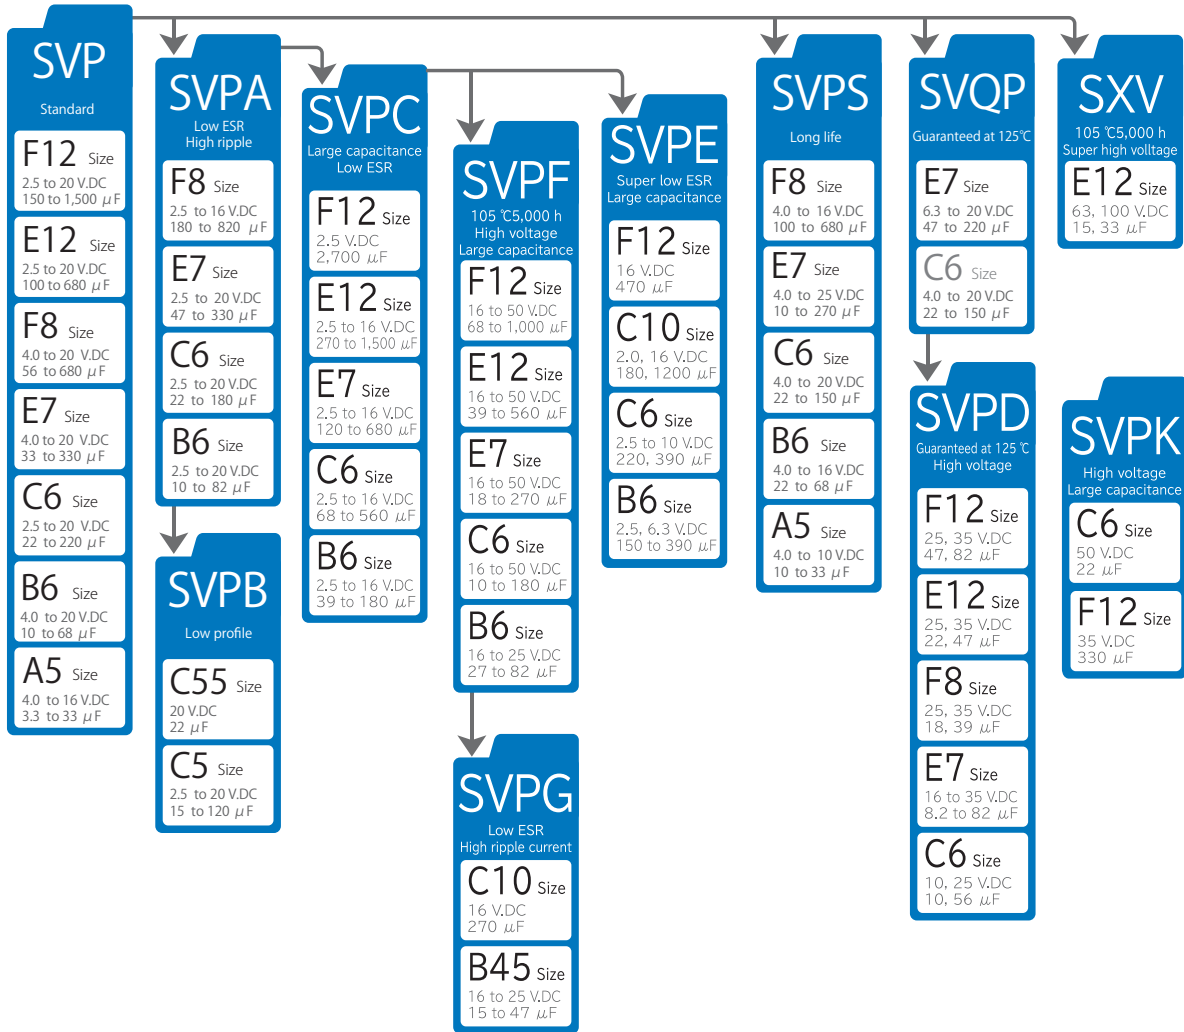 SVP
Standard
F12 Size
2.5 to 20 V.DC
150 to 1,500 μF
E12 Size
2.5 to 20 V.DC
100 to 680 μF
F8 Size
4.0 to 20 V.DC
56 to 680 μF
E7 Size
4.0 to 20 V.DC
33 to 330 μF
C6 Size
2.5 to 20 V.DC
22 to 220 μF
B6 Size
4.0 to 20 V.DC
10 to 68 μF
A5 Size
4.0 to 16 V.DC
3.3 to 33 μF
SVPA
Low ESR
High ripple
F8 Size
2.5 to 16 V.DC
180 to 820 μF
E7 Size
2.5 to 20 V.DC
47 to 330 μF
C6 Size
2.5 to 20 V.DC
22 to 180 μF
B6 Size
2.5 to 20 V.DC
10 to 82 μF
SVPB
Low profile
C55 Size
20 V.DC
22 μF
C5 Size
2.5 to 20 V.DC
15 to 120 μF
SVPC
Large capacitance
Low ESR
F12 Size
2.5 V.DC
2,700 μF
E12 Size
2.5 to 16 V.DC
270 to 1,500 μF
E7 Size
2.5 to 16 V.DC
120 to 680 μF
C6 Size
2.5 to 16 V.DC
68 to 560 μF
B6 Size
2.5 to 16 V.DC
39 to 180 μF
SVPF
105 ℃5,000 h
High voltage
Large capacitance
F12 Size
16 to 50 V.DC
68 to 1,000 μF
E12 Size
16 to 50 V.DC
39 to 560 μF
E7 Size
16 to 50 V.DC
18 to 270 μF
C6 Size
16 to 50 V.DC
10 to 180 μF
B6 Size
16 to 25 V.DC
27 to 82 μF
SVPG
Low ESR
High ripple current
C10 Size
16 V.DC
270 μF
B45 Size
16 to 25 V.DC
15 to 47 μF
SVPE
Super low ESR
Large capacitance
F12 Size
16 V.DC
470 μF
C10 Size
2.0, 16 V.DC
180, 1200 μF
C6 Size
2.5 to 10 V.DC
220, 390 μF
B6 Size
2.5, 6.3 V.DC
150 to 390 μF
SVPS
Long life
F8 Size
4.0 to 16 V.DC
100 to 680 μF
E7 Size
4.0 to 25 V.DC
10 to 270 μF
C6 Size
4.0 to 20 V.DC
22 to 150 μF
B6 Size
4.0 to 16 V.DC
22 to 68 μF
A5 Size
4.0 to 10 V.DC
10 to 33 μF
SVQP
Guaranteed at 125℃
E7 Size
6.3 to 20 V.DC
47 to 220 μF
C6 Size
4.0 to 20 V.DC
22 to 150 μF
SVPD
Guaranteed at 125 ℃
High voltage
F12 Size
25, 35 V.DC
47, 82 μF
E12 Size
25, 35 V.DC
22, 47 μF
F8 Size
25, 35 V.DC
18, 39 μF
E7 Size
16 to 35 V.DC
8.2 to 82 μF
C6 Size
10, 25 V.DC
10, 56 μF
SXV
105 ℃5,000 h
Super high voltage
E12 Size
63, 100 V.DC
15, 33 μF
SVPK
High voltage
Large capacitance
C6 Size
50 V.DC
22 μF
F12 Size
35 V.DC
330 μF